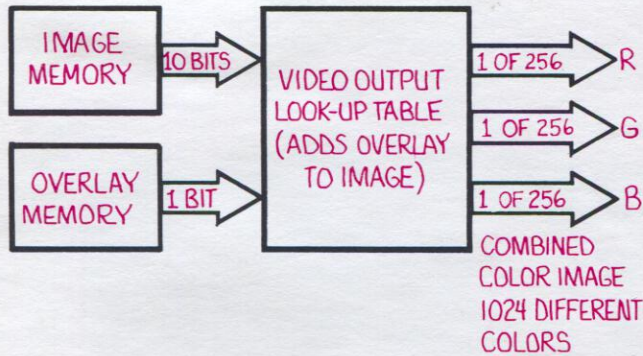 IMAGE
MEMORY
10 BITS
OVERLAY
MEMORY
1 BIT
VIDEO OUTPUT
LOOK-UP TABLE
(ADDS OVERLAY
TO IMAGE)
1 OF 256
R
1 OF 256
G
1 OF 256
B
COMBINED
COLOR IMAGE
1024 DIFFERENT
COLORS